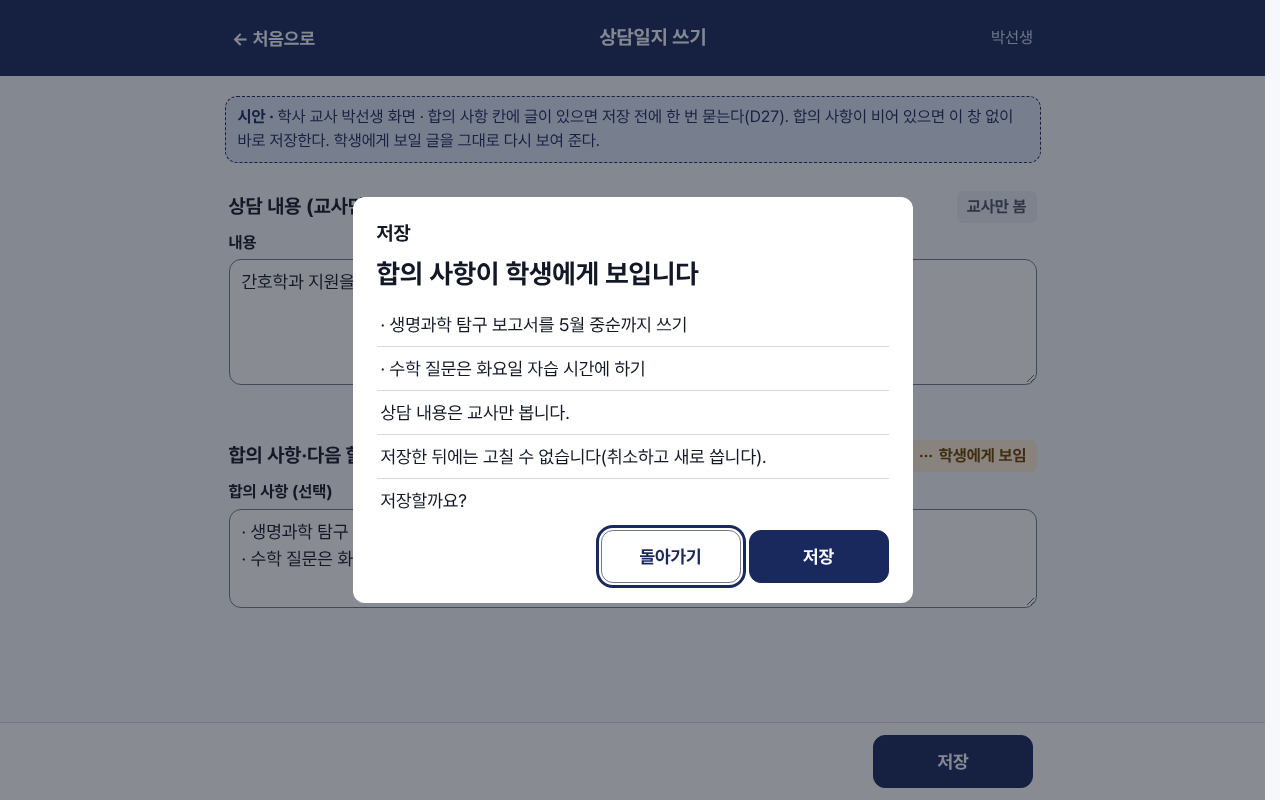 ← 처음으로
상담일지 쓰기
박선생
시안 · 학사 교사 박선생 화면 · 합의 사항 칸에 글이 있으면 저장 전에 한 번 묻는다(D27). 합의 사항이 비어 있으면 이 창 없이
바로 저장한다. 학생에게 보일 글을 그대로 다시 보여 준다.
상담 내용 (교사만
교사만 봄
내용
간호학과 지원을
저장
합의 사항이 학생에게 보입니다
· 생명과학 탐구 보고서를 5월 중순까지 쓰기
· 수학 질문은 화요일 자습 시간에 하기
상담 내용은 교사만 봅니다.
저장한 뒤에는 고칠 수 없습니다(취소하고 새로 씁니다).
저장할까요?
돌아가기
저장
합의 사항·다음
··· 학생에게 보임
합의 사항 (선택)
· 생명과학 탐구
· 수학 질문은 화
저장